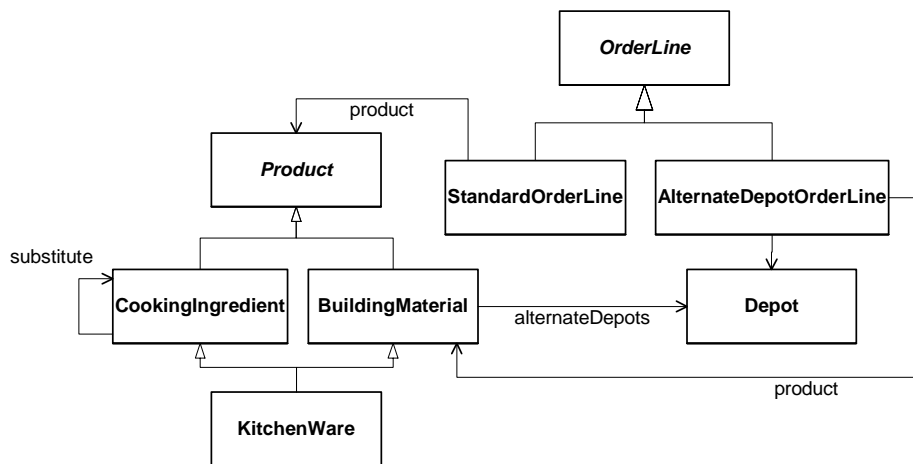 OrderLine
product
Product
StandardOrderLine
AlternateDepotOrderLine
substitute
CookingIngredient
BuildingMaterial
alternateDepots
Depot
product
KitchenWare